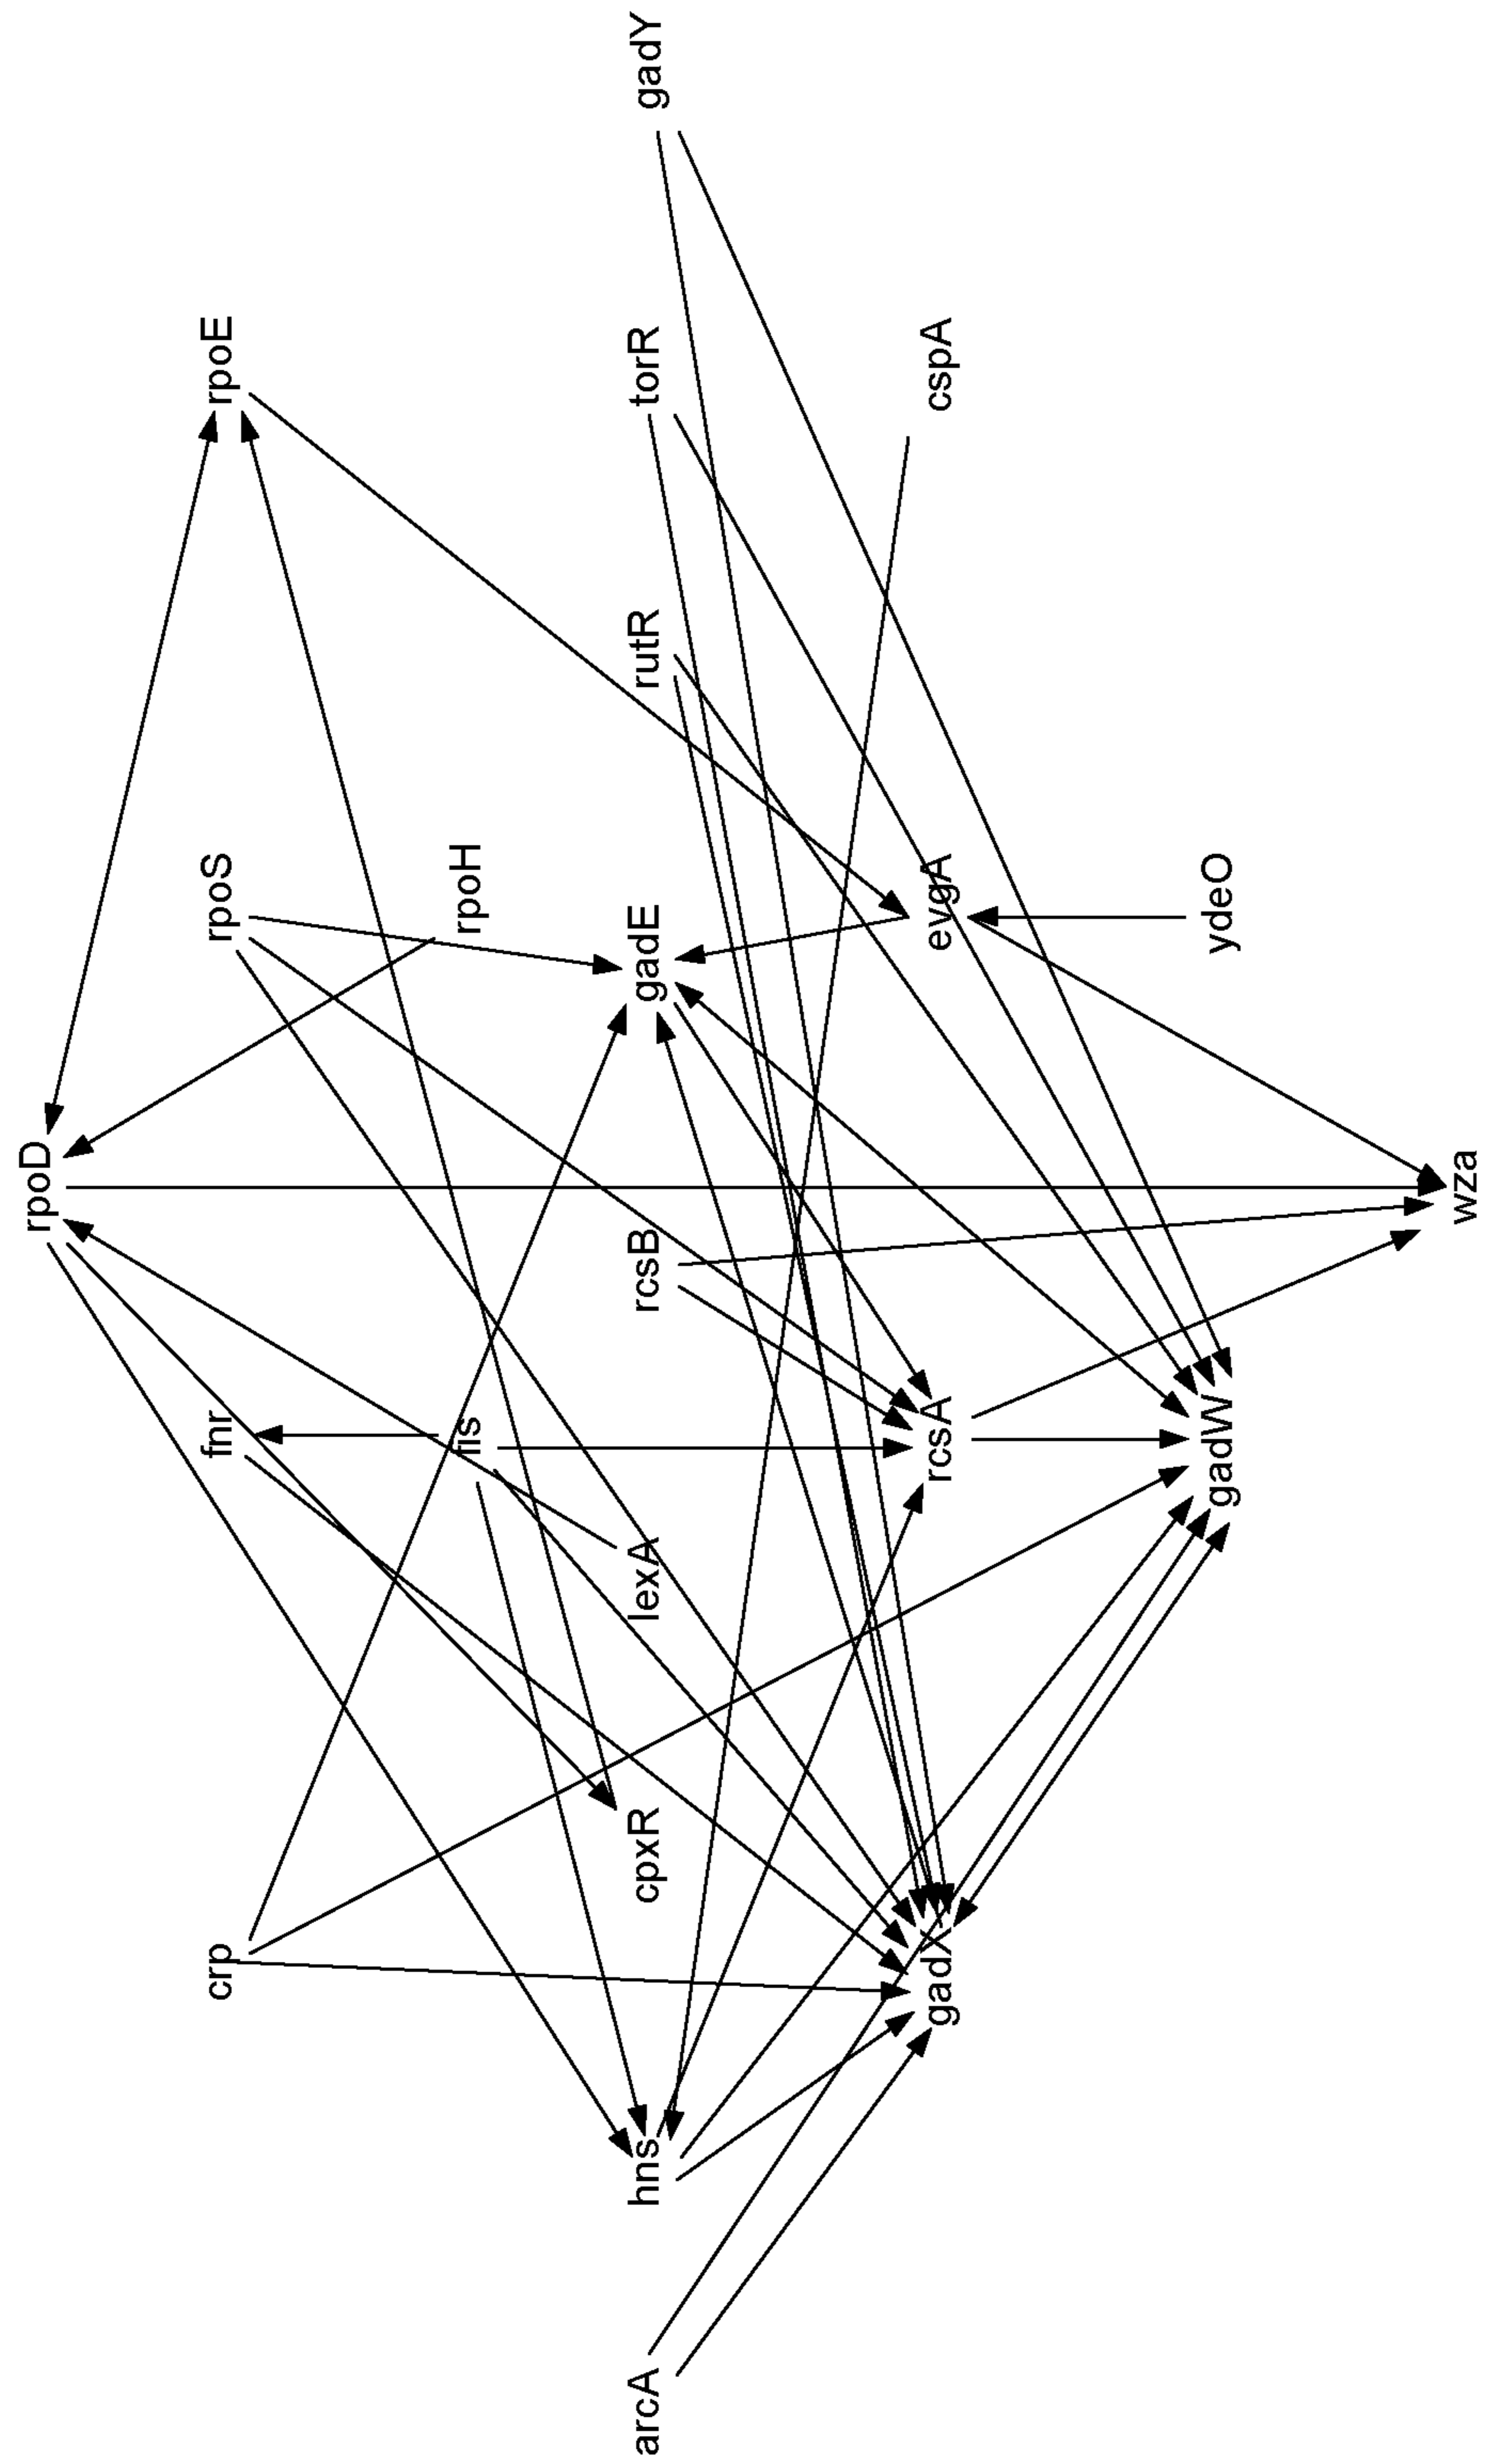 rpoD
crp
fnr
rpoS
rpoE
fis
rpoH
arcA
hns
cpxR
lexA
rcsB
gadE
rutR
torR
gadY
gadX
rcsA
evgA
cspA
gadW
ydeO
wza